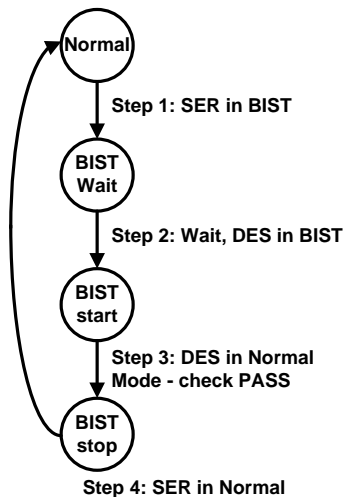 Normal
Step 1: SER in BIST
BIST
Wait
Step 2: Wait, DES in BIST
BIST
start
Step 3: DES in Normal
Mode - check PASS
BIST
stop
Step 4: SER in Normal